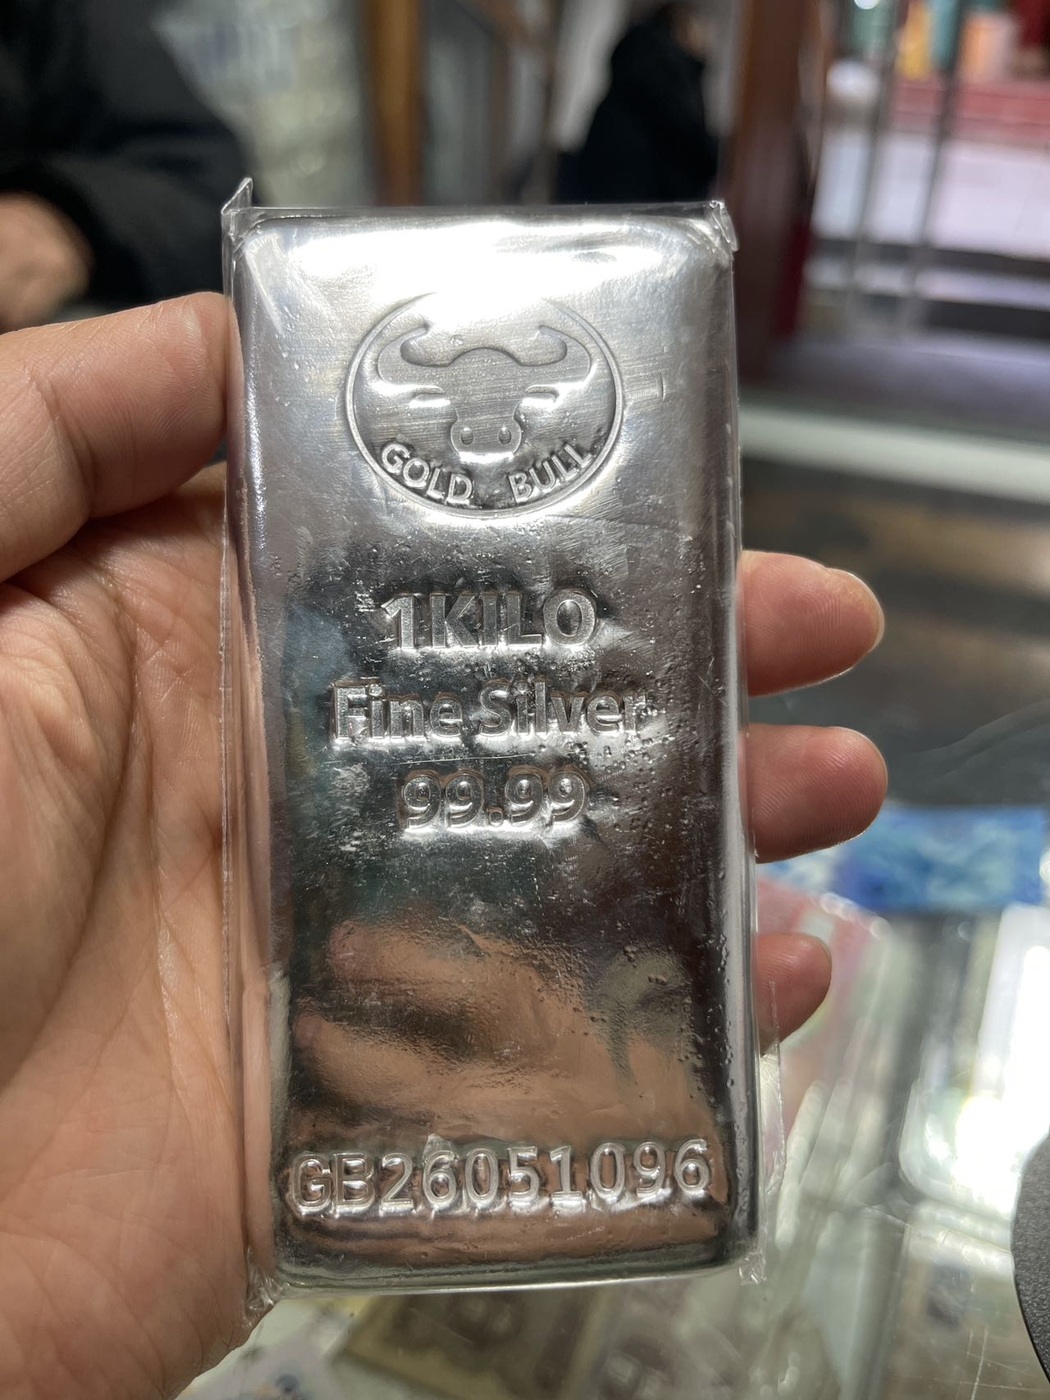 GOLD BULL
1KILO
Fine Silver
99.99
GB26051096